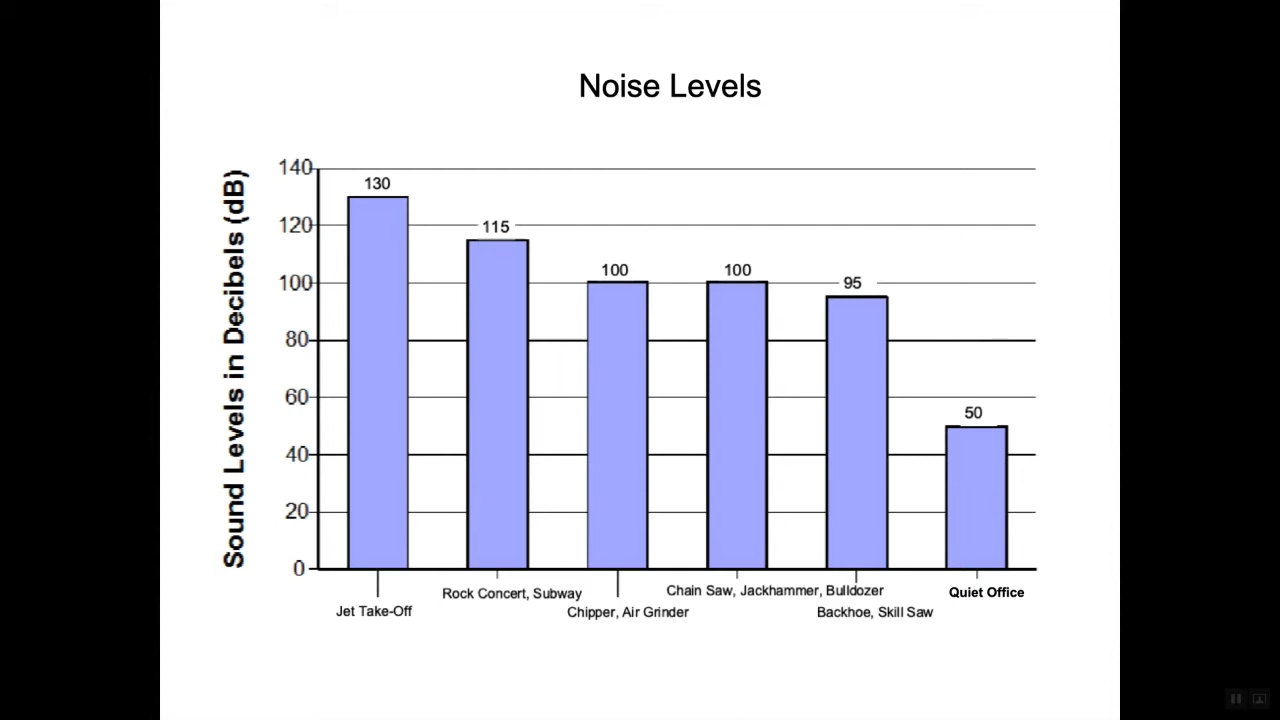 Noise Levels
Sound Levels in Decibels (dB)
140
120
100
80
60
40
20
0
130
115
100
100
95
50
Jet Take-Off
Rock Concert, Subway
Chipper, Air Grinder
Chain Saw, Jackhammer, Bulldozer
Backhoe, Skill Saw
Quiet Office